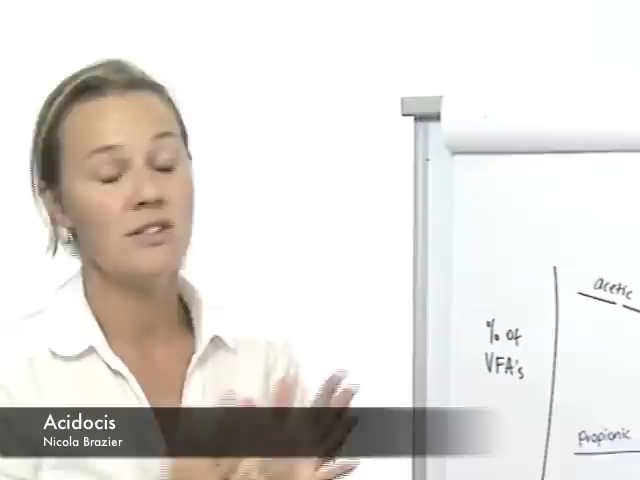 acetic
% of
VFA's
propionic
Acidocis
Nicola Brazier